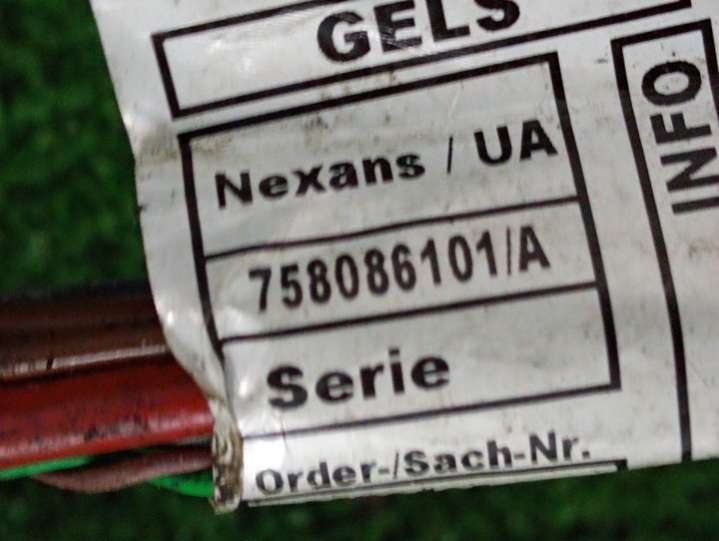 GELS
INFO
Nexans / UA
758086101/A
Serie
Order-/Sach-Nr.